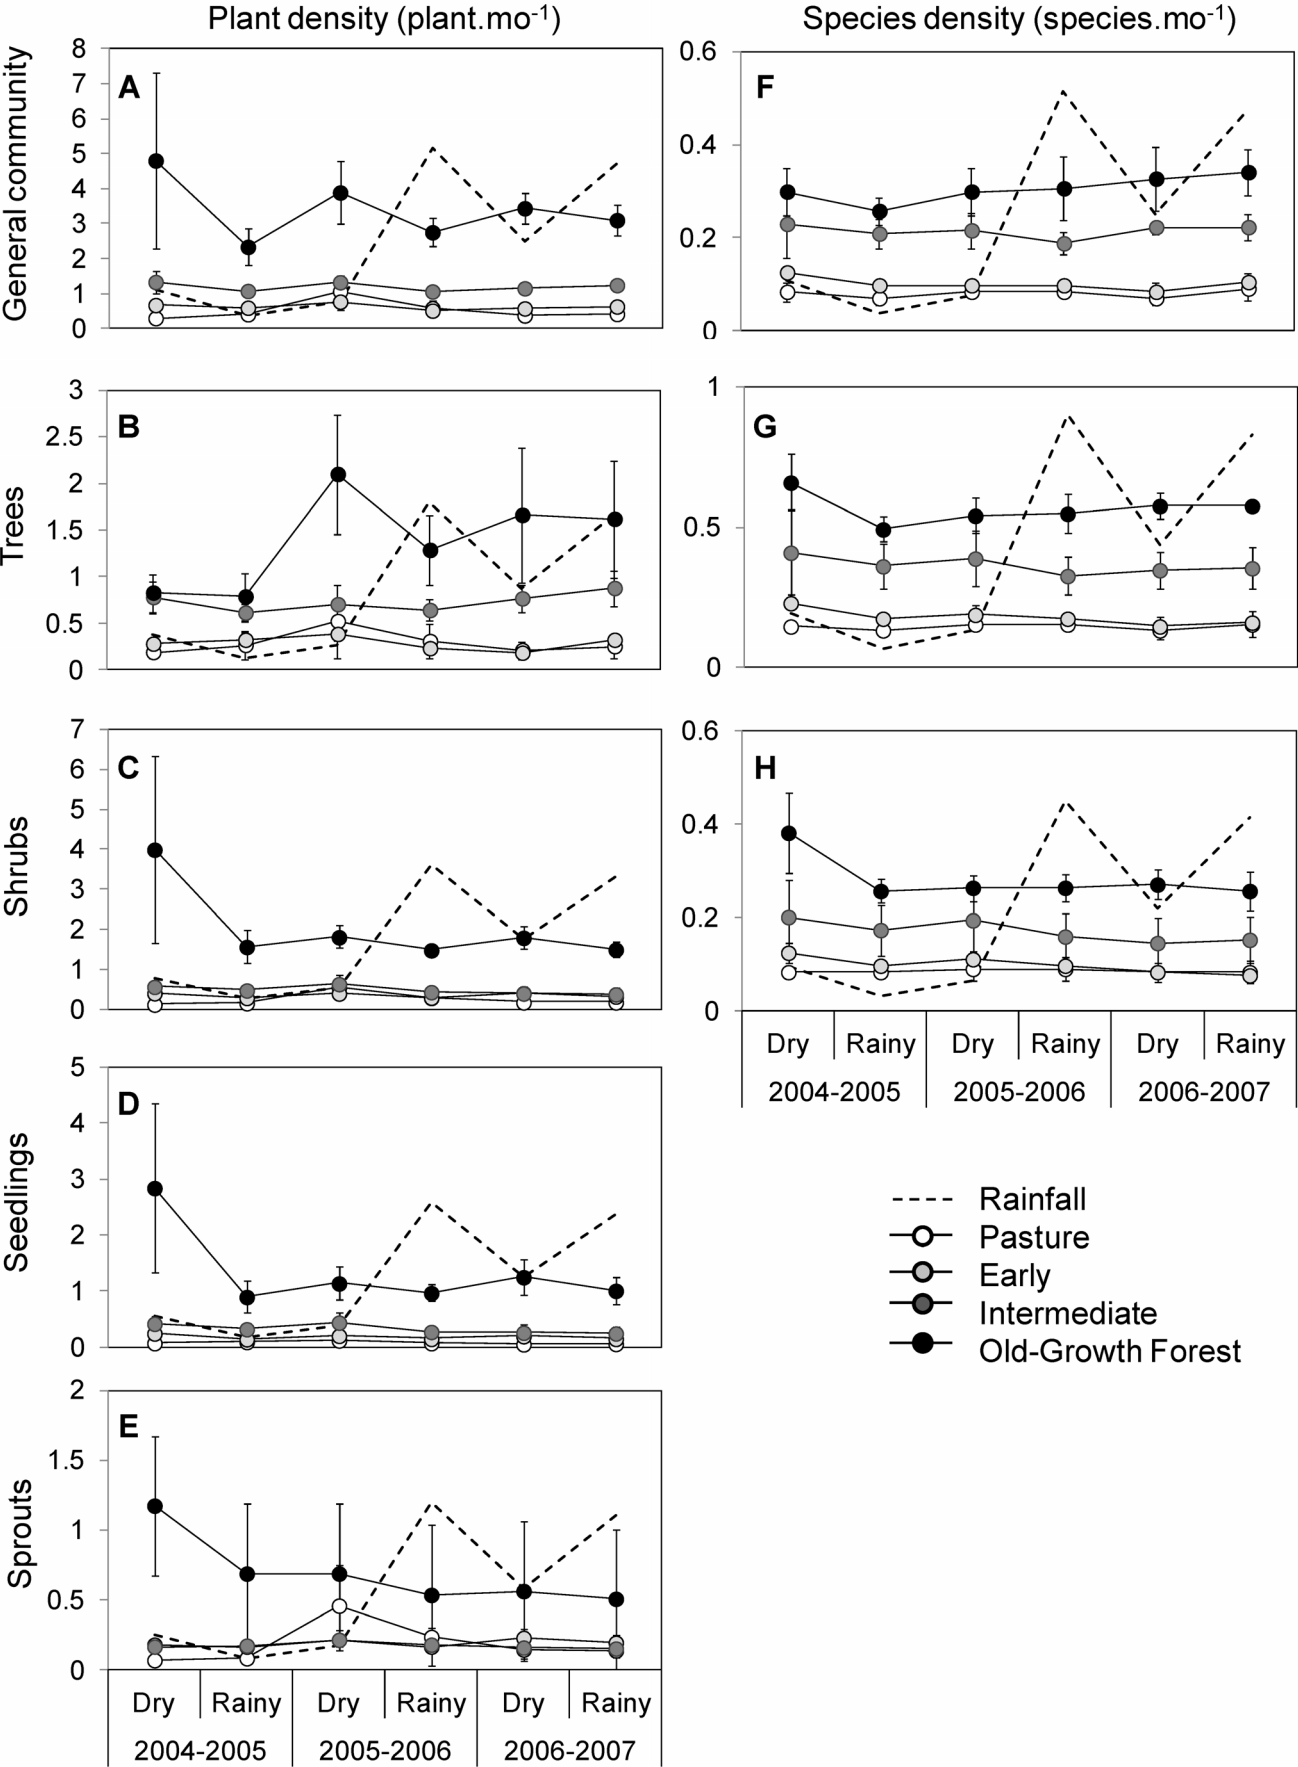 Plant density (plant.mo-1)
Species density (species.mo-1)
General community
A
8
7
6
5
4
3
2
1
0
F
0.6
0.4
0.2
0
Trees
B
3
2.5
2
1.5
1
0.5
0
G
1
0.5
0
Shrubs
C
7
6
5
4
3
2
1
0
H
0.6
0.4
0.2
0
Dry Rainy Dry Rainy Dry Rainy
2004-2005 2005-2006 2006-2007
Seedlings
D
5
4
3
2
1
0
Rainfall
Pasture
Early
Intermediate
Old-Growth Forest
Sprouts
E
2
1.5
1
0.5
0
Dry Rainy Dry Rainy Dry Rainy
2004-2005 2005-2006 2006-2007